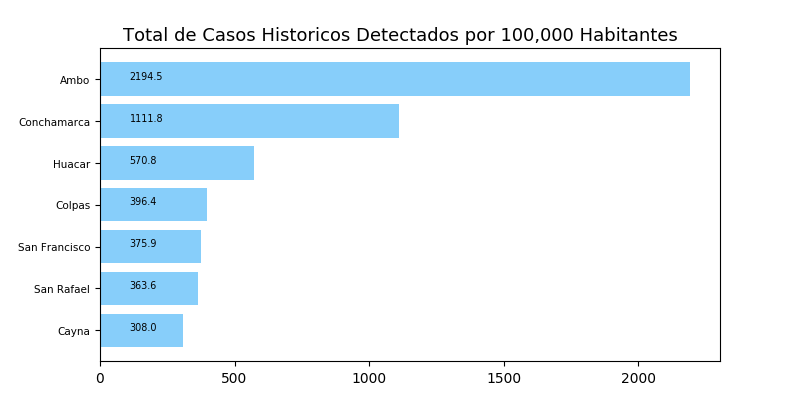 Total de Casos Historicos Detectados por 100,000 Habitantes
Ambo 2194.5
Conchamarca 1111.8
Huacar 570.8
Colpas 396.4
San Francisco 375.9
San Rafael 363.6
Cayna 308.0
0 500 1000 1500 2000